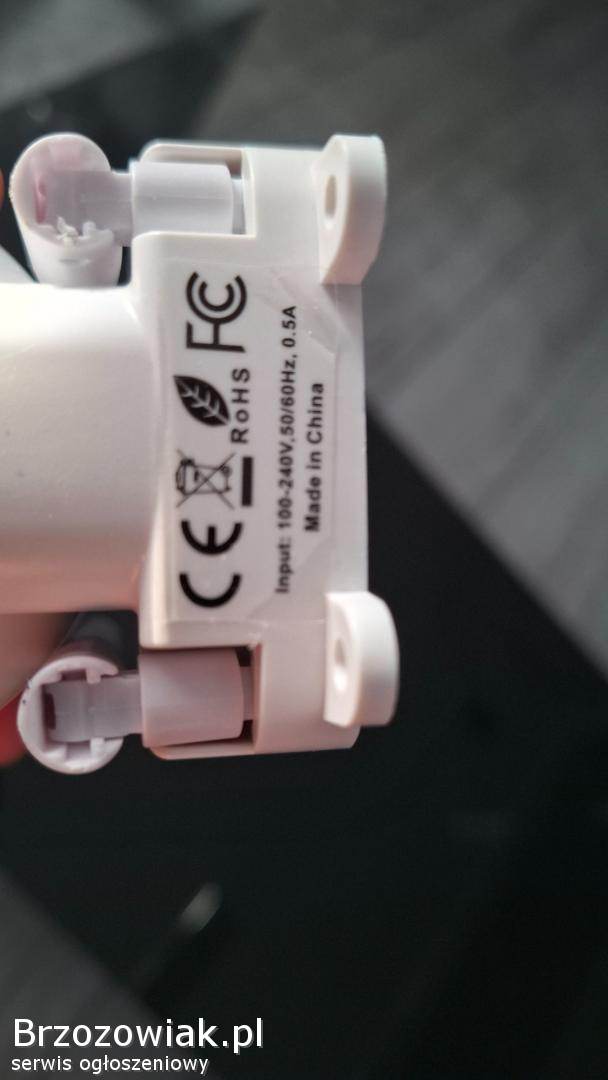 CE RoHS FC
Input: 100-240V,50/60Hz, 0.5A
Made in China
Brzozowiak.pl
serwis ogłoszeniowy